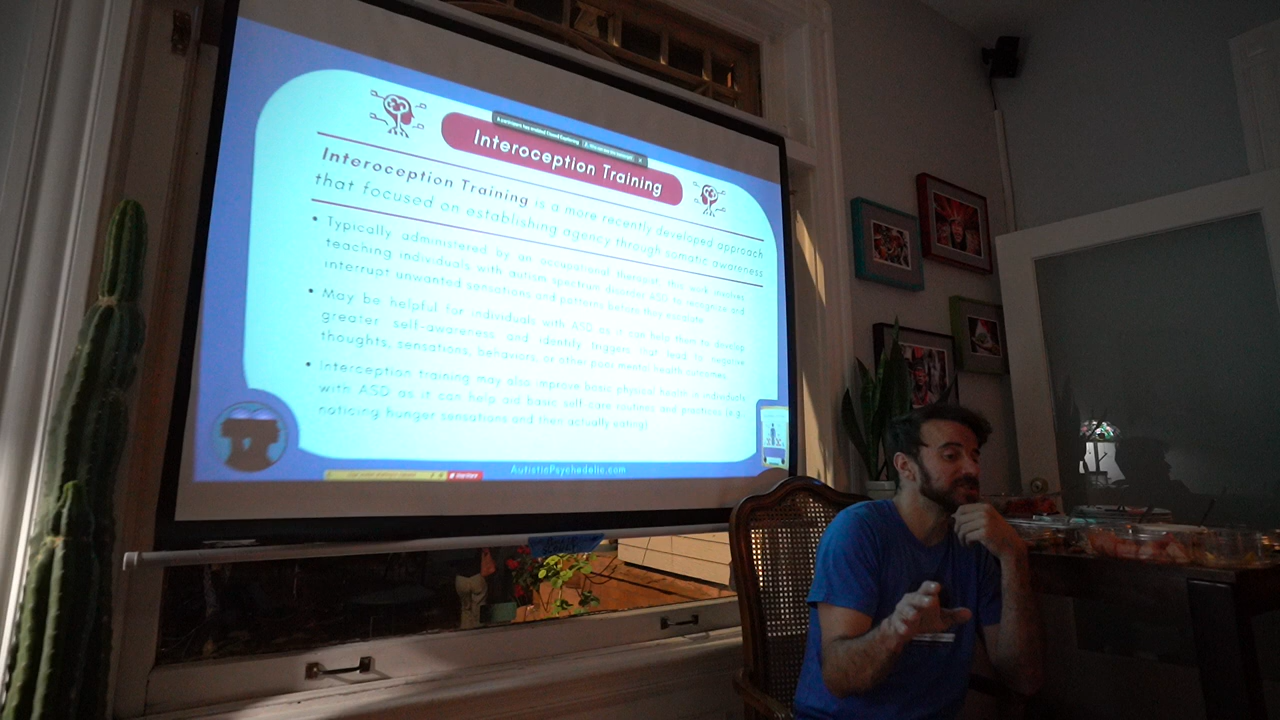 Interoception Training
Interoception Training is a more recently developed approach
that focused on establishing agency through somatic awareness
• Typically administered by an occupational therapist, this work involves
teaching individuals with autism spectrum disorder ASD to recognize and
interrupt unwanted sensations and patterns before they escalate.
• May be helpful for individuals with ASD as it can help them to develop
greater self-awareness and identify triggers that lead to negative
thoughts, sensations, behaviors, or other poor mental health outcomes.
• Interoception training may also improve basic physical health in individuals
with ASD as it can help aid basic self-care routines and practices (e.g.,
noticing hunger sensations and then actually eating).
AutisticPsychedelic.com